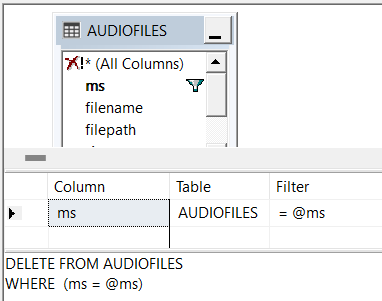 AUDIOFILES
* (All Columns)
ms
filename
filepath
Column Table Filter
ms AUDIOFILES = @ms
DELETE FROM AUDIOFILES
WHERE (ms = @ms)